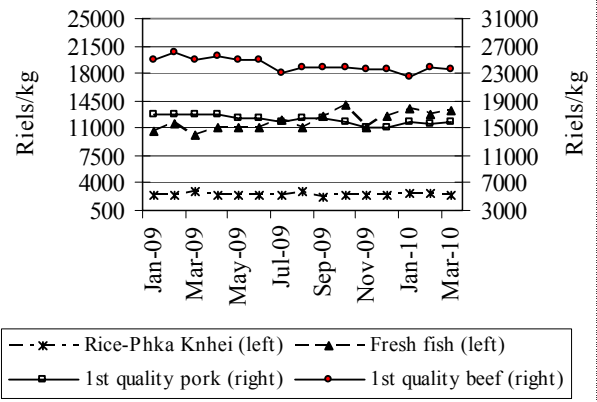 25000 31000
21500 27000
18000 23000
14500 19000
11000 15000
7500 11000
4000 7000
500 3000
Riels/kg
Riels/kg
Jan-09 Mar-09 May-09 Jul-09 Sep-09 Nov-09 Jan-10 Mar-10
Rice-Phka Knhei (left) Fresh fish (left)
1st quality pork (right) 1st quality beef (right)